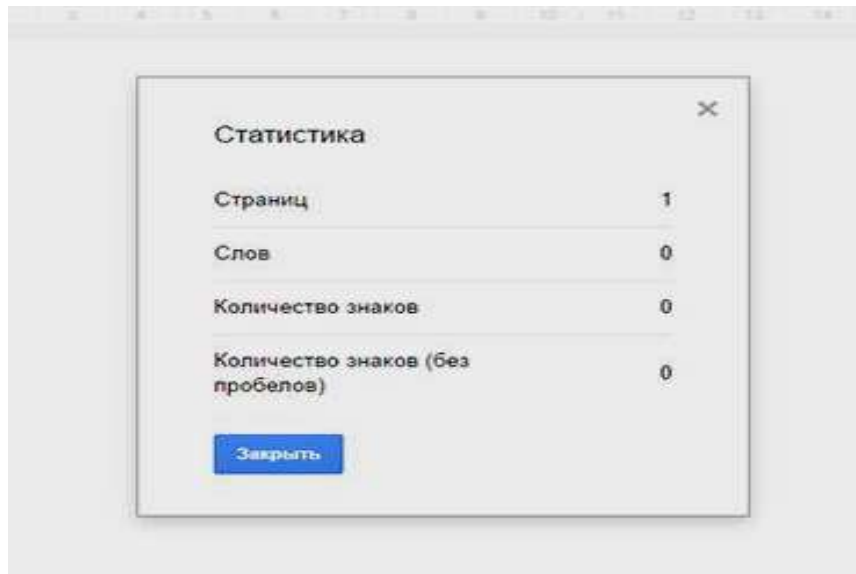 Статистика
Страниц 1
Слов 0
Количество знаков 0
Количество знаков (без
пробелов) 0
Закрыть